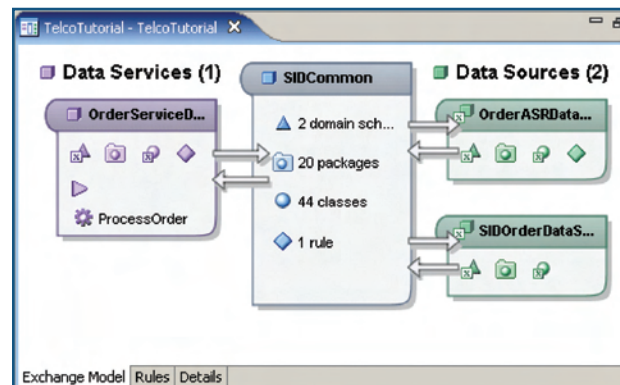 TelcoTutorial - TelcoTutorial
Data Services (1)
SIDCommon
Data Sources (2)
OrderServiceD...
ProcessOrder
2 domain sch...
20 packages
44 classes
1 rule
OrderASRData...
SIDOrderDataS...
Exchange Model Rules Details